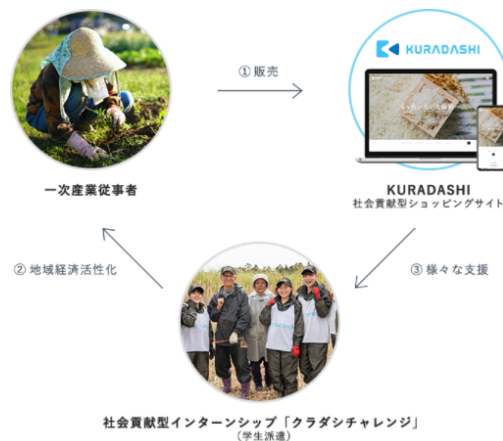 KURADASHI
① 販売
一次産業従事者
KURADASHI
社会貢献型ショッピングサイト
② 地域経済活性化
③ 様々な支援
社会貢献型インターンシップ「クラダシチャレンジ」
(学生派遣)